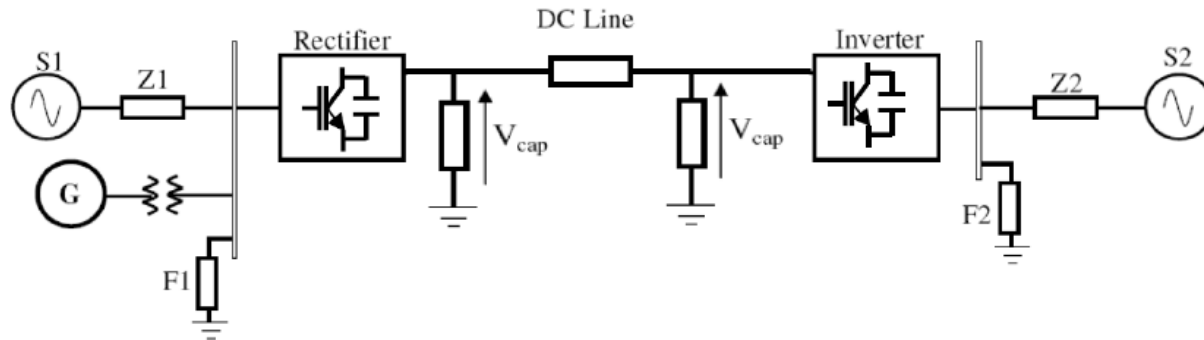 DC Line
Rectifier
Inverter
S1
S2
Z1
Z2
V_cap
V_cap
G
F2
F1